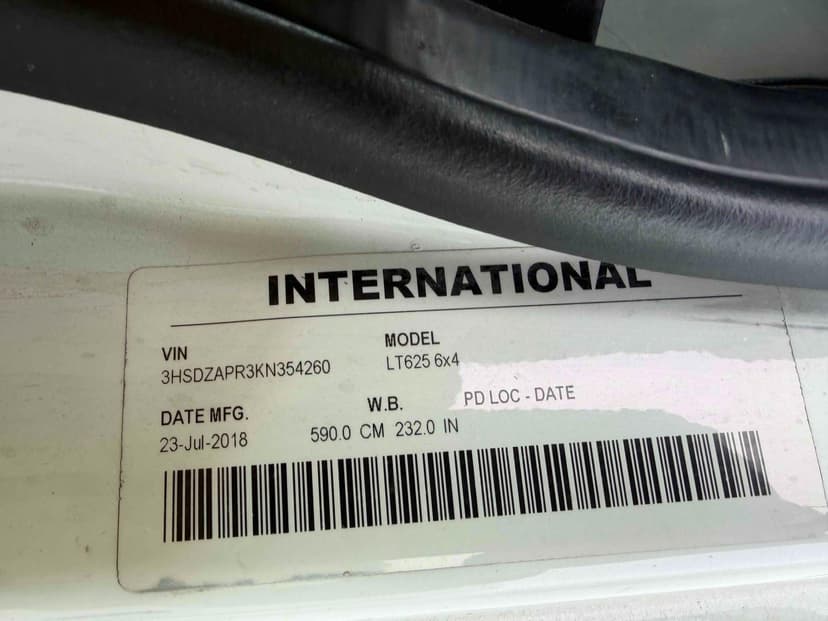 INTERNATIONAL
VIN MODEL
3HSDZAPR3KN354260 LT625 6x4
DATE MFG. W.B. PD LOC - DATE
23-Jul-2018 590.0 CM 232.0 IN